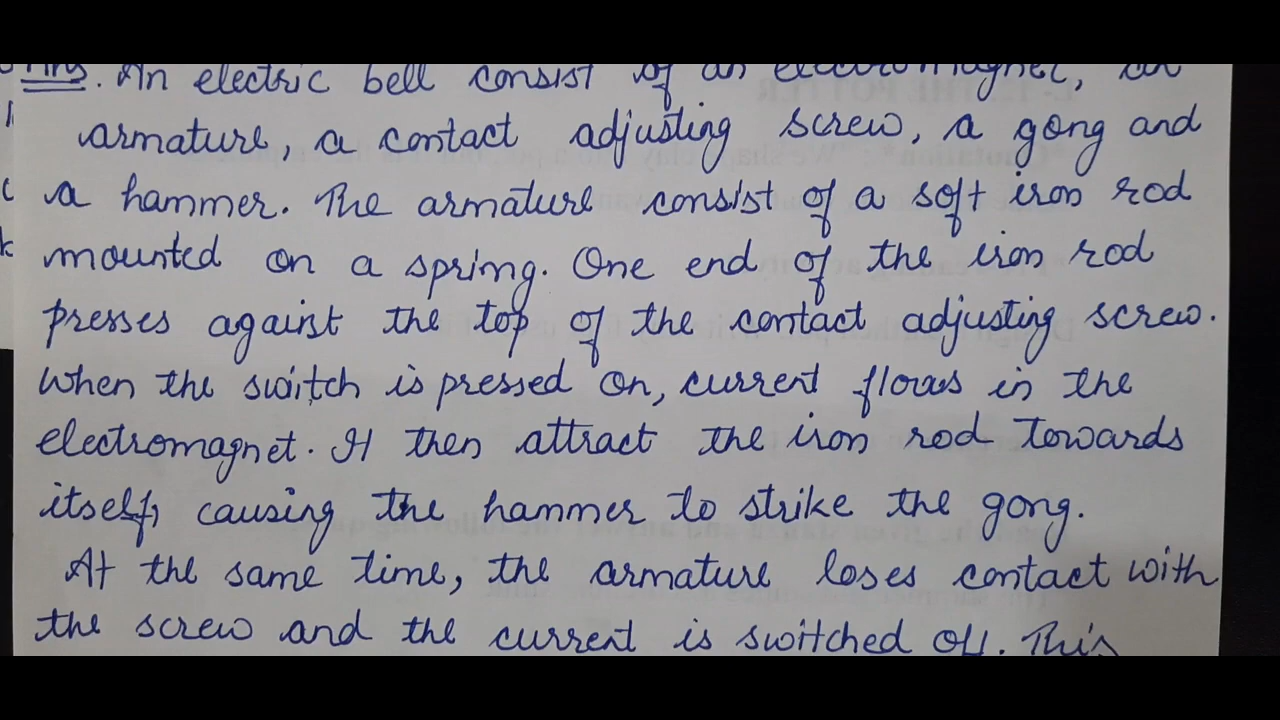 Ans. An electric bell consist of an electromagnet, an
armature, a contact adjusting screw, a gong and
a hammer. The armature consist of a soft iron rod
mounted on a spring. One end of the iron rod
presses against the top of the contact adjusting screw.
When the switch is pressed on, current flows in the
electromagnet. It then attract the iron rod towards
itself, causing the hammer to strike the gong.
At the same time, the armature loses contact with
the screw and the current is switched off. This